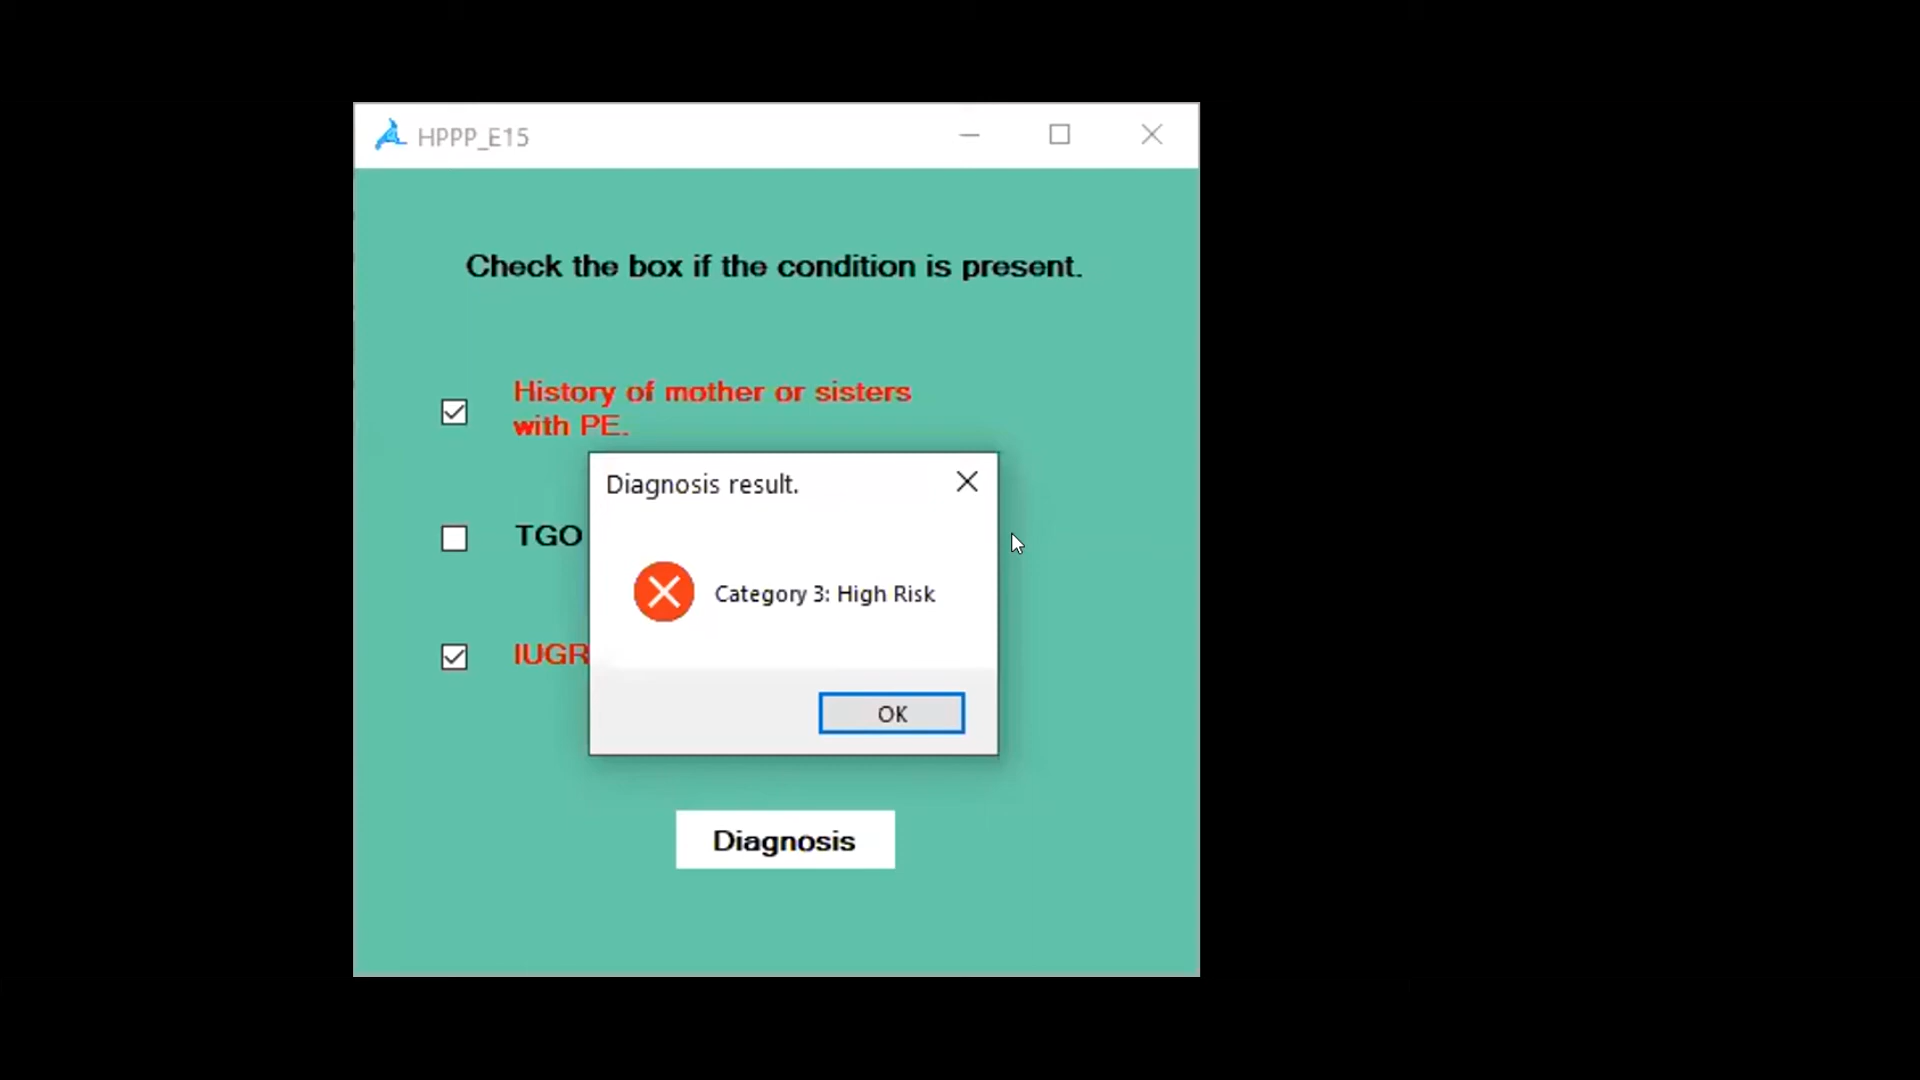 HPPP_E15
Check the box if the condition is present.
History of mother or sisters
with PE.
Diagnosis result.
TGO
Category 3: High Risk
IUGR
OK
Diagnosis